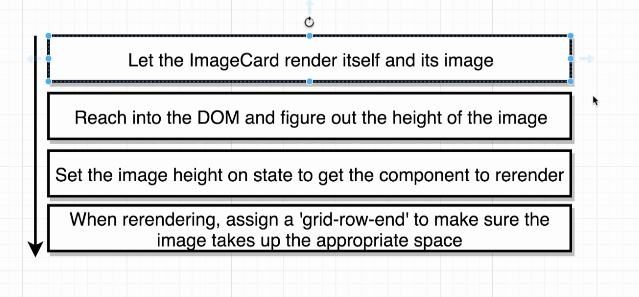 Let the ImageCard render itself and its image
Reach into the DOM and figure out the height of the image
Set the image height on state to get the component to rerender
When rerendering, assign a 'grid-row-end' to make sure the
image takes up the appropriate space